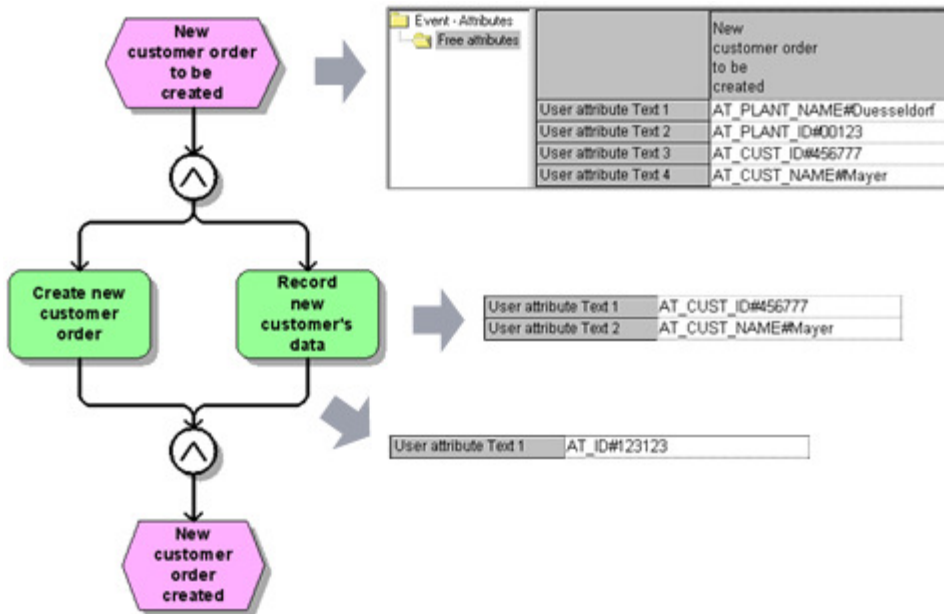 New
customer order
to be
created
Event - Attributes
Free attributes
New
customer order
to be
created
User attribute Text 1 AT_PLANT_NAME#Duesseldorf
User attribute Text 2 AT_PLANT_ID#00123
User attribute Text 3 AT_CUST_ID#456777
User attribute Text 4 AT_CUST_NAME#Mayer
Create new
customer
order
Record
new
customer's
data
User attribute Text 1 AT_CUST_ID#456777
User attribute Text 2 AT_CUST_NAME#Mayer
User attribute Text 1 AT_ID#123123
New
customer
order
created